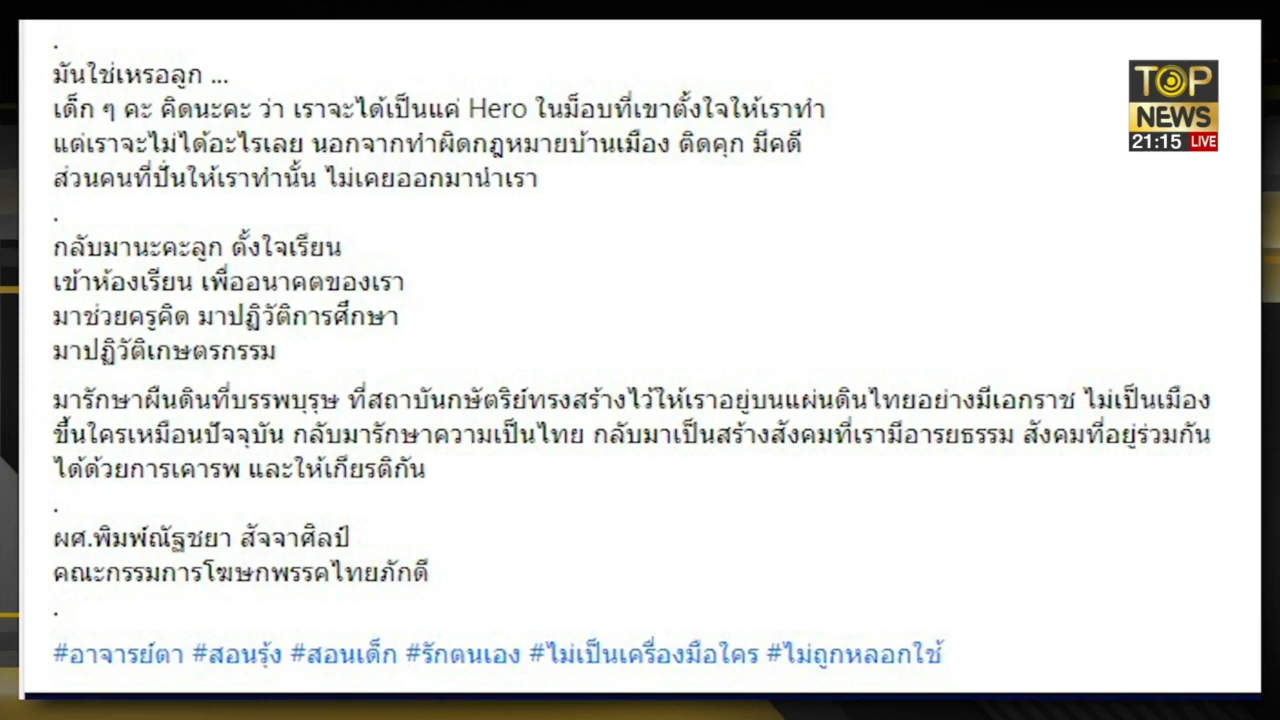 .
มันใช่เหรอลูก ...
เด็ก ๆ คะ คิดนะคะ ว่า เราจะได้เป็นแค่ Hero ในม็อบที่เขาตั้งใจให้เราทำ
แต่เราจะไม่ได้อะไรเลย นอกจากทำผิดกฎหมายบ้านเมือง ติดคุก มีคดี
ส่วนคนที่ปั่นให้เราทำนั้น ไม่เคยออกมานำเรา
.
กลับมานะคะลูก ตั้งใจเรียน
เข้าห้องเรียน เพื่ออนาคตของเรา
มาช่วยครูคิด มาปฏิวัติการศึกษา
มาปฏิวัติเกษตรกรรม
มารักษาผืนดินที่บรรพบุรุษ ที่สถาบันกษัตริย์ทรงสร้างไว้ให้เราอยู่บนแผ่นดินไทยอย่างมีเอกราช ไม่เป็นเมือง
ขึ้นใครเหมือนปัจจุบัน กลับมารักษาความเป็นไทย กลับมาเป็นสร้างสังคมที่เรามีอารยธรรม สังคมที่อยู่ร่วมกัน
ได้ด้วยการเคารพ และให้เกียรติกัน
.
ผศ.พิมพ์ณัฐชยา สัจจาศิลป์
คณะกรรมการโฆษกพรรคไทยภักดี
.
#อาจารย์ตา #สอนรุ้ง #สอนเด็ก #รักตนเอง #ไม่เป็นเครื่องมือใคร #ไม่ถูกหลอกใช้
TOP
NEWS
21:15 LIVE